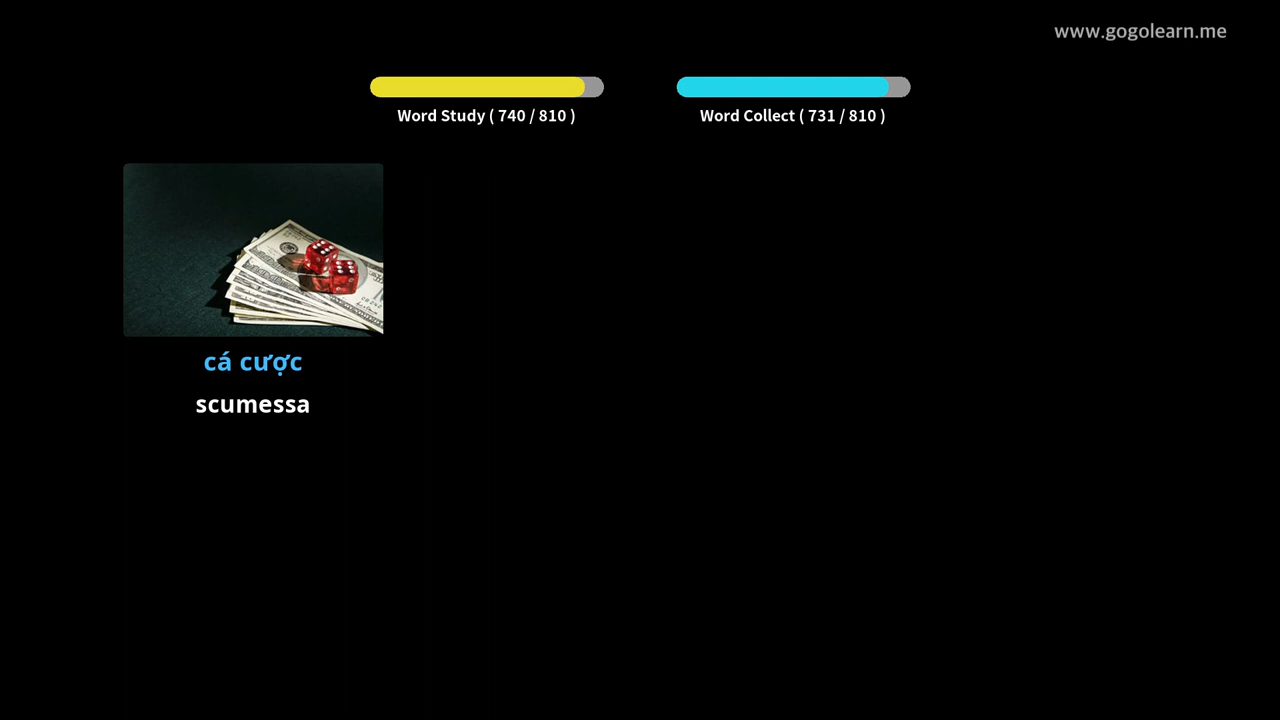 www.gogolearn.me
Word Study ( 740 / 810 )
Word Collect ( 731 / 810 )
cá cược
scumessa